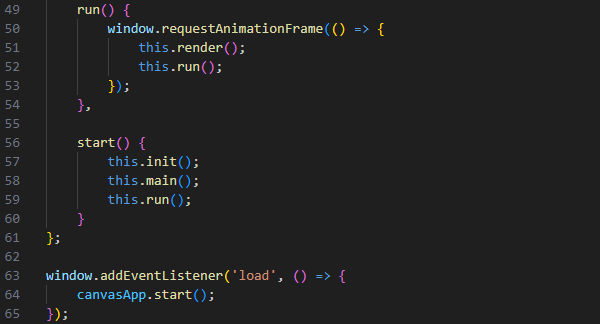 49 run() {
50 window.requestAnimationFrame(() => {
51 this.render();
52 this.run();
53 });
54 },
55
56 start() {
57 this.init();
58 this.main();
59 this.run();
60 }
61 };
62
63 window.addEventListener('load', () => {
64 canvasApp.start();
65 });